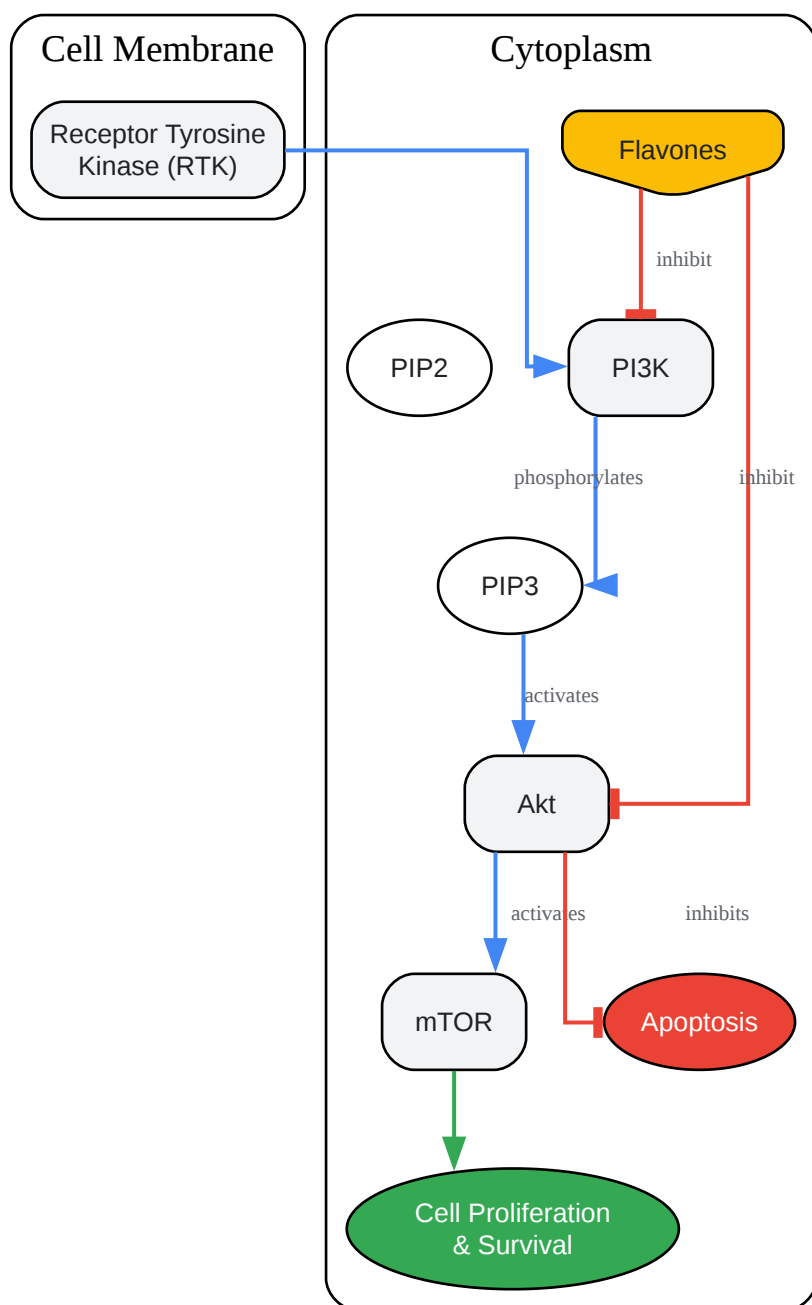 Cell Membrane
Cytoplasm
Receptor Tyrosine
Kinase (RTK)
Flavones
inhibit
PIP2
PI3K
phosphorylates
inhibit
PIP3
activates
Akt
activates
inhibits
mTOR
Apoptosis
Cell Proliferation
& Survival